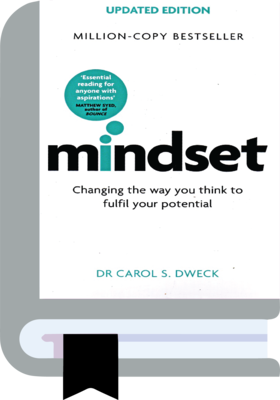 UPDATED EDITION
MILLION-COPY BESTSELLER
'Essential
reading for
anyone with
aspirations'
MATTHEW SYED,
author of
BOUNCE
mindset
Changing the way you think to
fulfil your potential
DR CAROL S. DWECK